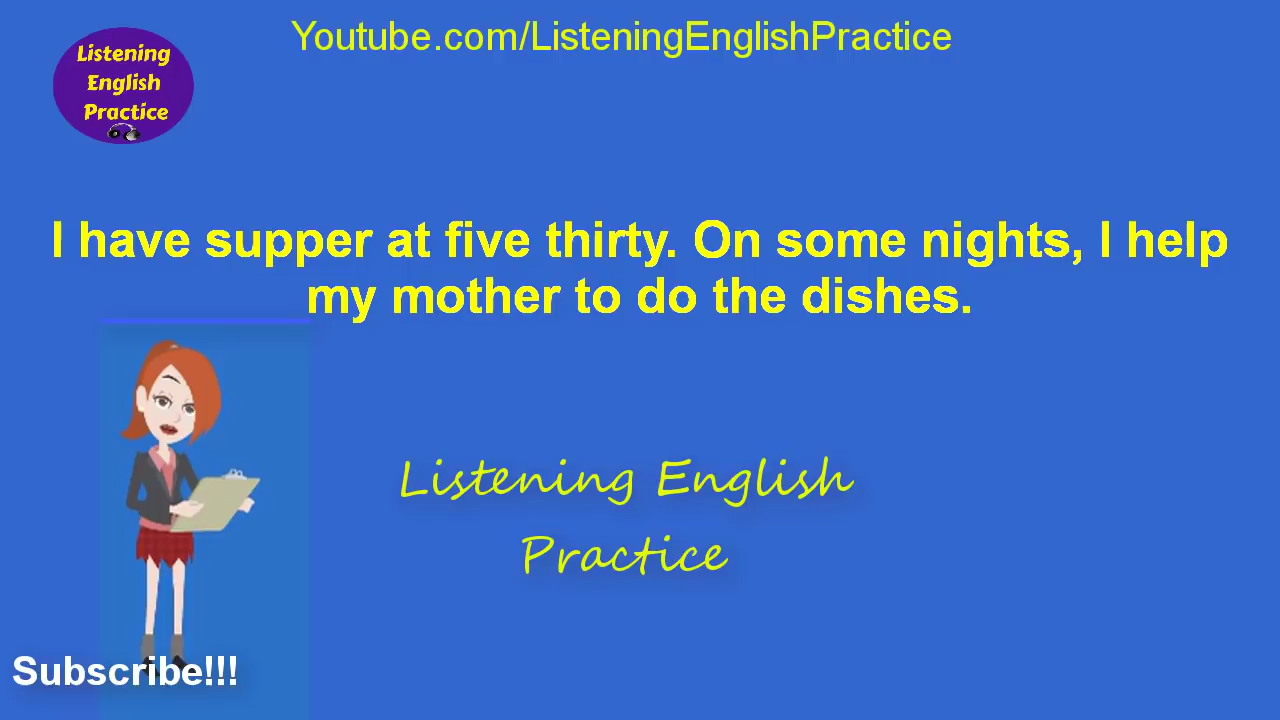 Youtube.com/ListeningEnglishPractice
Listening
English
Practice
I have supper at five thirty. On some nights, I help
my mother to do the dishes.
Listening English
Practice
Subscribe!!!